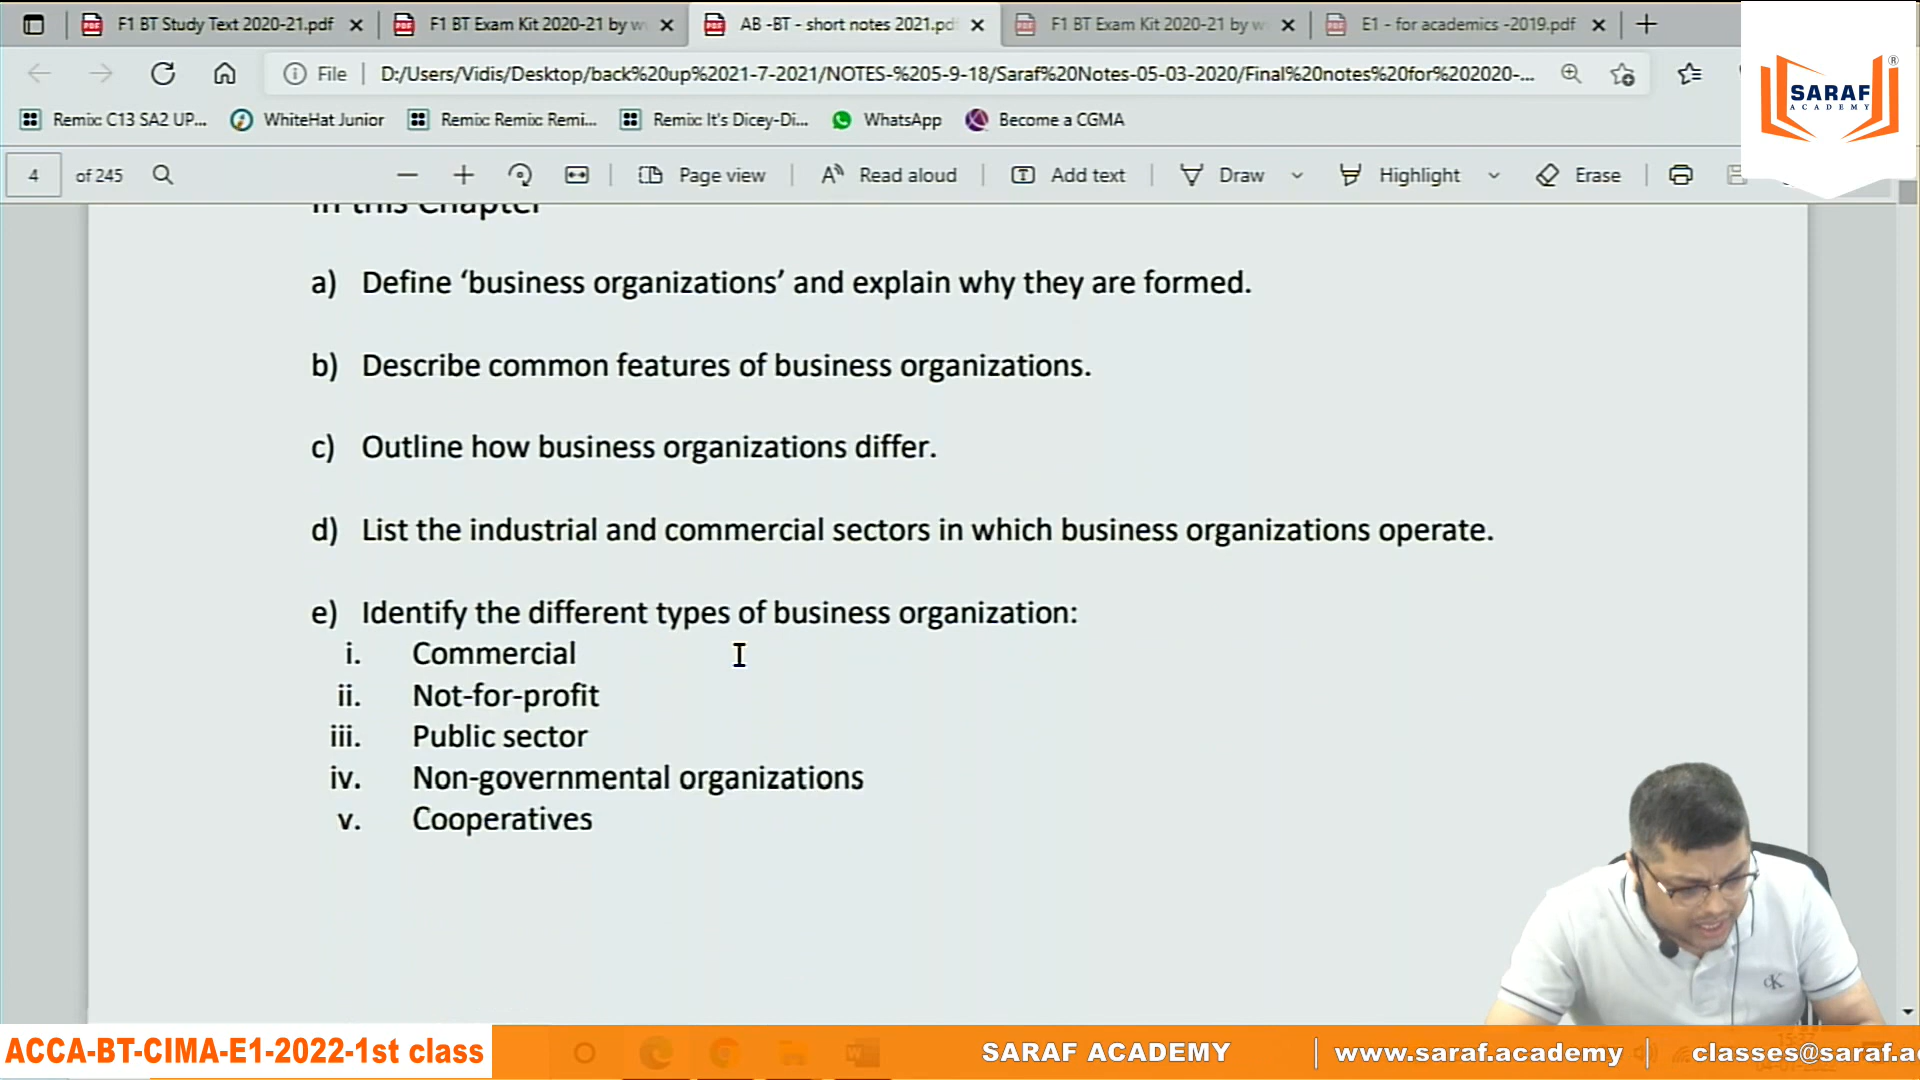 F1 BT Study Text 2020-21.pdf
F1 BT Exam Kit 2020-21 by w
AB -BT - short notes 2021.pd
F1 BT Exam Kit 2020-21 by w
E1 - for academics -2019.pdf
File
D:/Users/Vidis/Desktop/back%20up%2021-7-2021/NOTES-%205-9-18/Saraf%20Notes-05-03-2020/Final%20notes%20for%202020-...
SARAF
ACADEMY
Remix: C13 SA2 UP...
WhiteHat Junior
Remix: Remix: Remi...
Remix: It's Dicey-Di...
WhatsApp
Become a CGMA
4 of 245
Page view
Read aloud
Add text
Draw
Highlight
Erase
In this Chapter
a) Define ‘business organizations’ and explain why they are formed.
b) Describe common features of business organizations.
c) Outline how business organizations differ.
d) List the industrial and commercial sectors in which business organizations operate.
e) Identify the different types of business organization:
i. Commercial
ii. Not-for-profit
iii. Public sector
iv. Non-governmental organizations
v. Cooperatives
cK
ACCA-BT-CIMA-E1-2022-1st class
SARAF ACADEMY | www.saraf.academy | classes@saraf.a